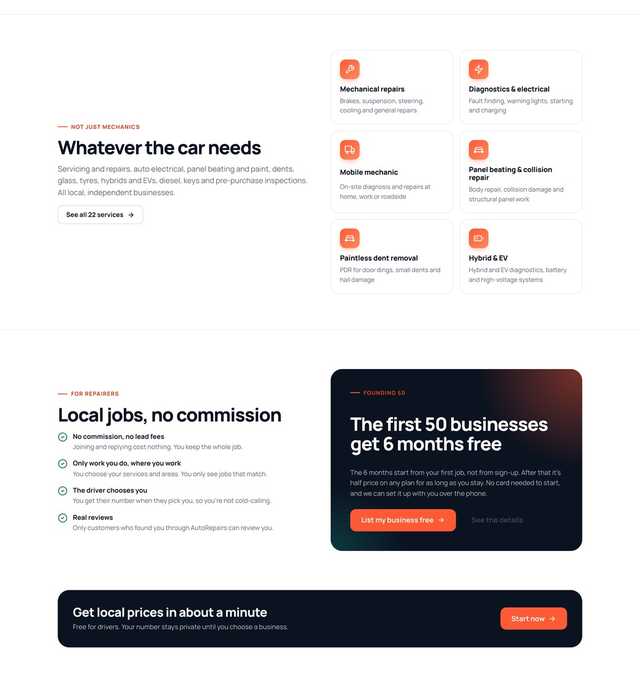 NOT JUST MECHANICS
Whatever the car needs
Servicing and repairs, auto electrical, panel beating and paint, dents,
glass, tyres, hybrids and EVs, diesel, keys and pre-purchase inspections.
All local, independent businesses.
See all 22 services →
Mechanical repairs
Brakes, suspension, steering,
cooling and general repairs
Diagnostics & electrical
Fault finding, warning lights, starting
and charging
Mobile mechanic
On-site diagnosis and repairs at
home, work or roadside
Panel beating & collision
repair
Body repair, collision damage and
structural panel work
Paintless dent removal
PDR for door dings, small dents and
hail damage
Hybrid & EV
Hybrid and EV diagnostics, battery
and high-voltage systems
FOR REPAIRERS
Local jobs, no commission
No commission, no lead fees
Joining and replying cost nothing. You keep the whole job.
Only work you do, where you work
You choose your services and areas. You only see jobs that match.
The driver chooses you
You get their number when they pick you, so you're not cold-calling.
Real reviews
Only customers who found you through AutoRepairs can review you.
FOUNDING 50
The first 50 businesses
get 6 months free
The 6 months start from your first job, not from sign-up. After that it's
half price on any plan for as long as you stay. No card needed to start,
and we can set it up with you over the phone.
List my business free →
See the details
Get local prices in about a minute
Free for drivers. Your number stays private until you choose a business.
Start now →